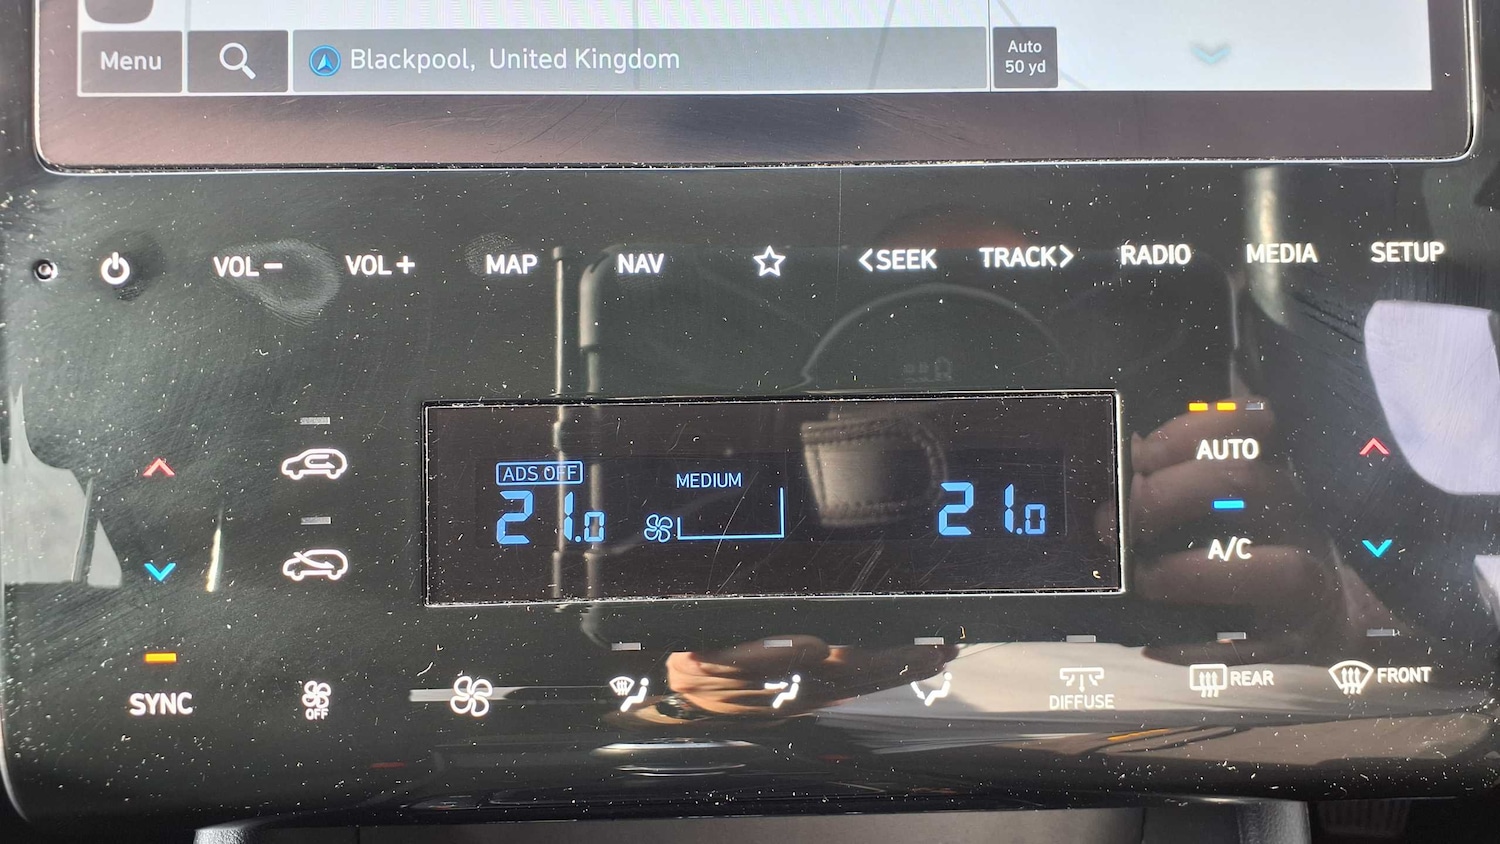 Menu
Blackpool, United Kingdom
Auto
50 yd
VOL−
VOL+
MAP
NAV
<SEEK
TRACK>
RADIO
MEDIA
SETUP
ADS OFF
21.0
MEDIUM
21.0
AUTO
A/C
SYNC
OFF
DIFFUSE
REAR
FRONT